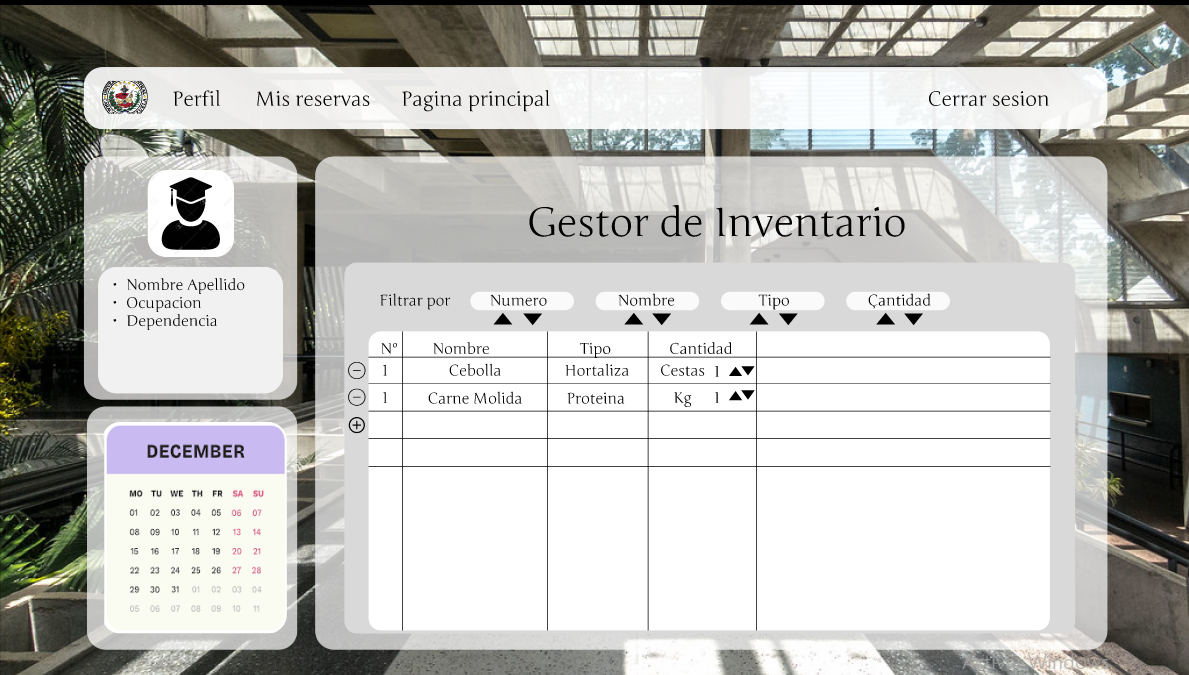 Perfil Mis reservas Pagina principal Cerrar sesion
• Nombre Apellido
• Ocupacion
• Dependencia
DECEMBER
MO TU WE TH FR SA SU
01 02 03 04 05 06 07
08 09 10 11 12 13 14
15 16 17 18 19 20 21
22 23 24 25 26 27 28
29 30 31 01 02 03 04
05 06 07 08 09 10 11
Gestor de Inventario
Filtrar por Numero Nombre Tipo Cantidad
Nº Nombre Tipo Cantidad
1 Cebolla Hortaliza Cestas 1
1 Carne Molida Proteina Kg 1